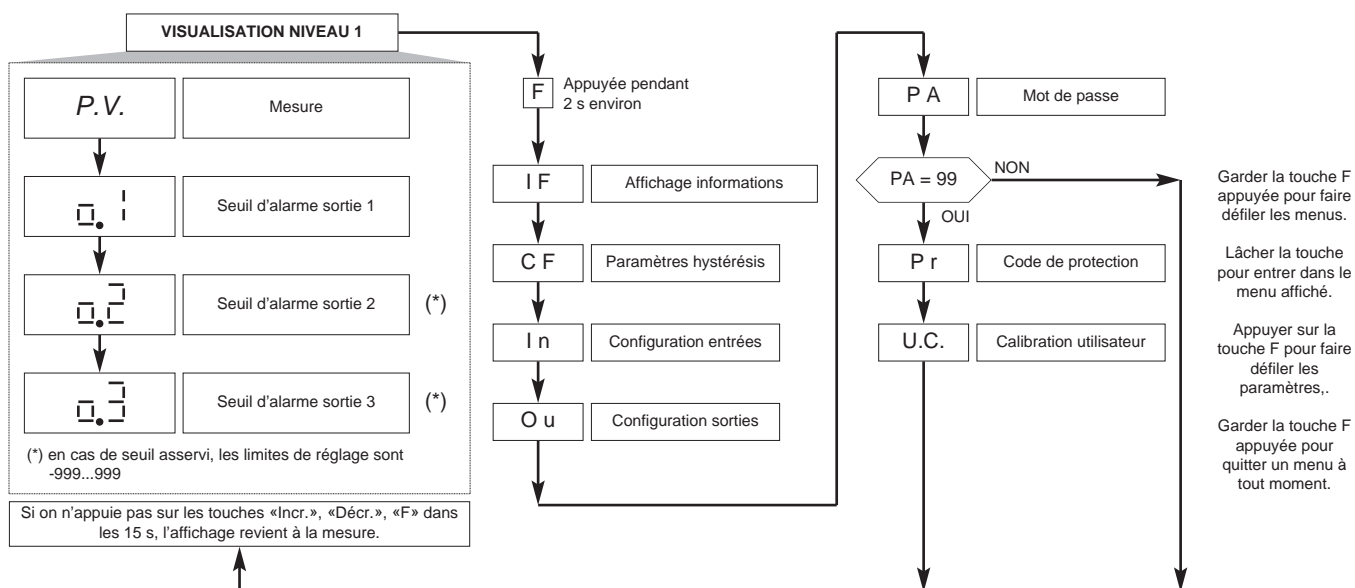 VISUALISATION NIVEAU 1
P.V.
Mesure
o.1
Seuil d'alarme sortie 1
o.2
Seuil d'alarme sortie 2
(*)
o.3
Seuil d'alarme sortie 3
(*)
(*) en cas de seuil asservi, les limites de réglage sont
-999...999
Si on n'appuie pas sur les touches «Incr.», «Décr.», «F» dans
les 15 s, l'affichage revient à la mesure.
F
Appuyée pendant
2 s environ
I F
Affichage informations
C F
Paramètres hystérésis
I n
Configuration entrées
O u
Configuration sorties
P A
Mot de passe
PA = 99
NON
OUI
P r
Code de protection
U.C.
Calibration utilisateur
Garder la touche F
appuyée pour faire
défiler les menus.
Lâcher la touche
pour entrer dans le
menu affiché.
Appuyer sur la
touche F pour faire
défiler les
paramètres,.
Garder la touche F
appuyée pour
quitter un menu à
tout moment.